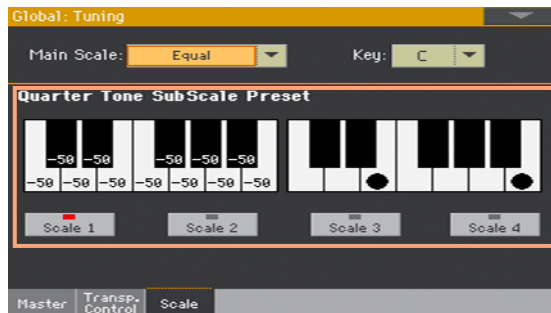 Global: Tuning
Main Scale: Equal Key: C
Quarter Tone SubScale Preset
-50 -50 -50 -50 -50
-50 -50 -50 -50 -50 -50 -50
Scale 1 Scale 2 Scale 3 Scale 4
Master Transp. Control Scale